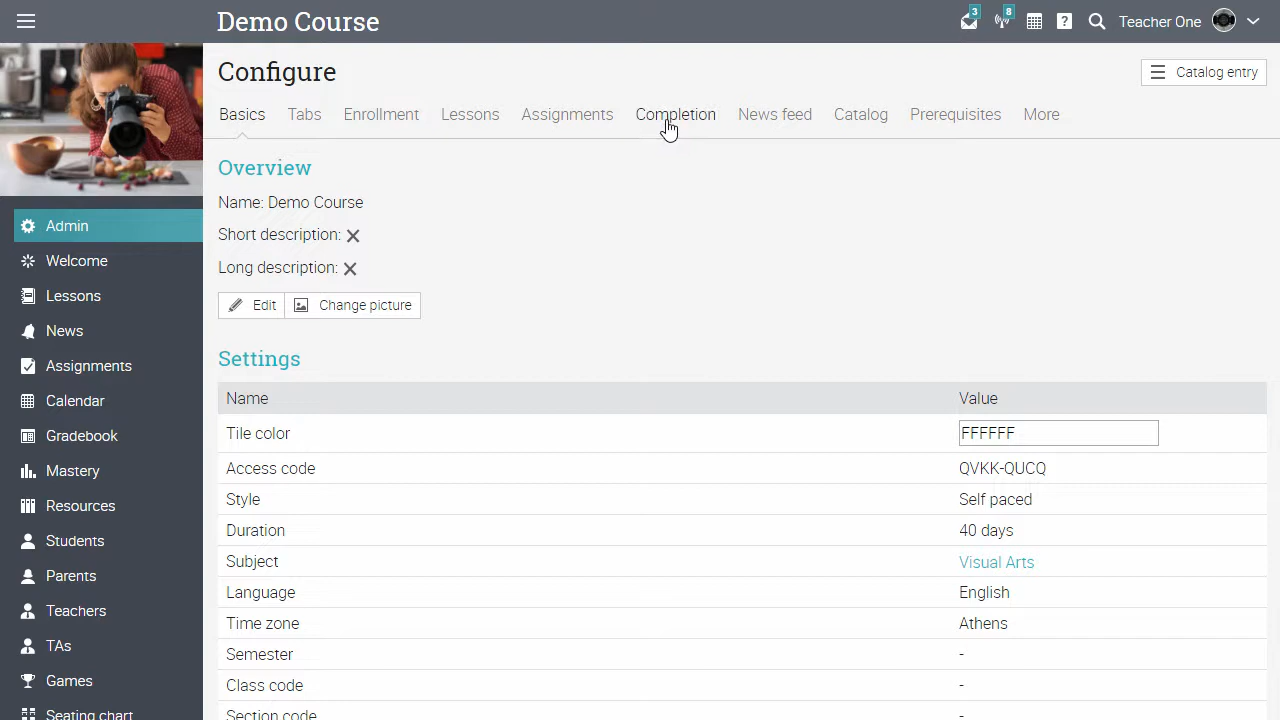 Demo Course
3
8
Teacher One
Configure
Catalog entry
Basics Tabs Enrollment Lessons Assignments Completion News feed Catalog Prerequisites More
Overview
Name: Demo Course
Short description:
Long description:
Edit Change picture
Settings
Name Value
Tile color FFFFFF
Access code QVKK-QUCQ
Style Self paced
Duration 40 days
Subject Visual Arts
Language English
Time zone Athens
Semester -
Class code -
Section code -
Admin
Welcome
Lessons
News
Assignments
Calendar
Gradebook
Mastery
Resources
Students
Parents
Teachers
TAs
Games
Seating chart